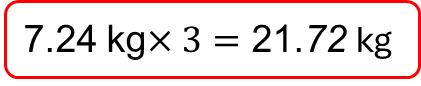 7.24 kg× 3 = 21.72 kg